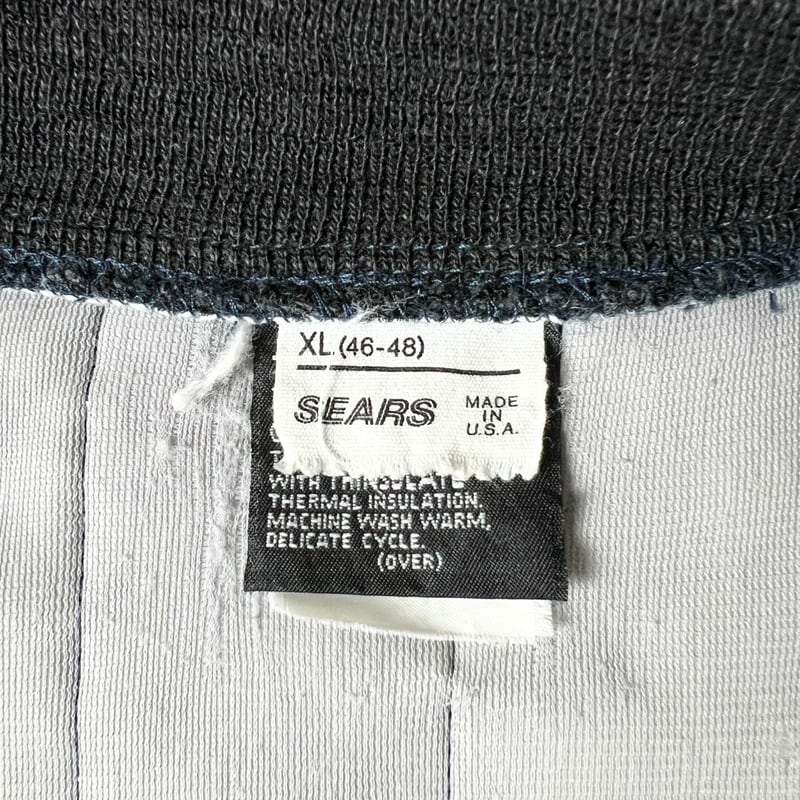 XL (46-48)
SEARS
MADE
IN
U.S.A.
WITH THINSULATE
THERMAL INSULATION.
MACHINE WASH WARM,
DELICATE CYCLE.
(OVER)